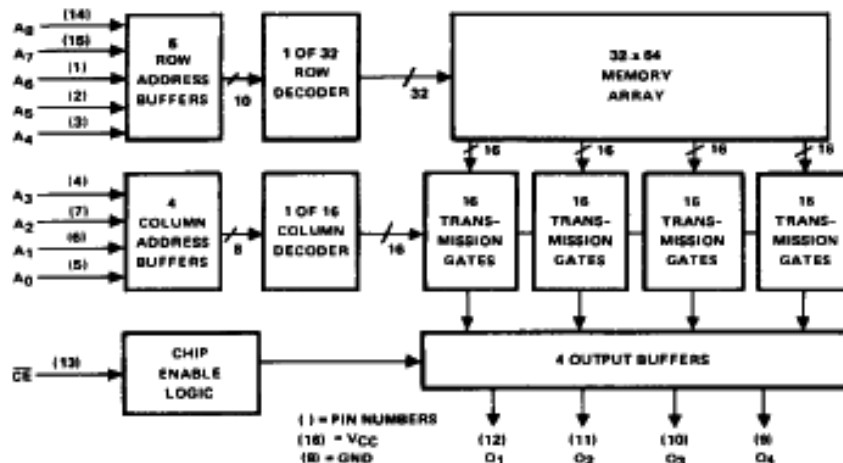 A8 (14)
A7 (15)
A6 (1)
A5 (2)
A4 (3)
5
ROW
ADDRESS
BUFFERS
10
1 OF 32
ROW
DECODER
32
32 x 64
MEMORY
ARRAY
16 16 16 16
A3 (4)
A2 (7)
A1 (6)
A0 (5)
4
COLUMN
ADDRESS
BUFFERS
8
1 OF 16
COLUMN
DECODER
16
16
TRANS-
MISSION
GATES
16
TRANS-
MISSION
GATES
16
TRANS-
MISSION
GATES
16
TRANS-
MISSION
GATES
CE (13)
CHIP
ENABLE
LOGIC
4 OUTPUT BUFFERS
( ) = PIN NUMBERS
(16) = VCC
(8) = GND
(12) (11) (10) (9)
O1 O2 O3 O4